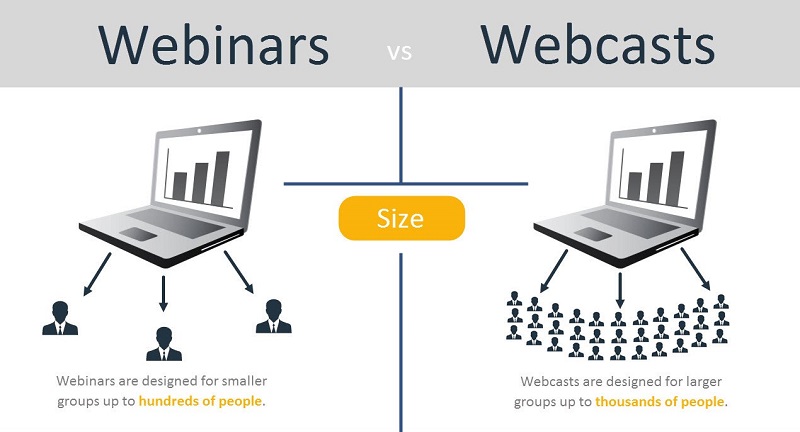 Webinars
vs
Webcasts
Size
Webinars are designed for smaller
groups up to hundreds of people.
Webcasts are designed for larger
groups up to thousands of people.